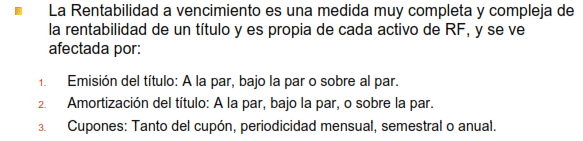 La Rentabilidad a vencimiento es una medida muy completa y compleja de
la rentabilidad de un título y es propia de cada activo de RF, y se ve
afectada por:
1. Emisión del título: A la par, bajo la par o sobre al par.
2. Amortización del título: A la par, bajo la par, o sobre la par.
3. Cupones: Tanto del cupón, periodicidad mensual, semestral o anual.